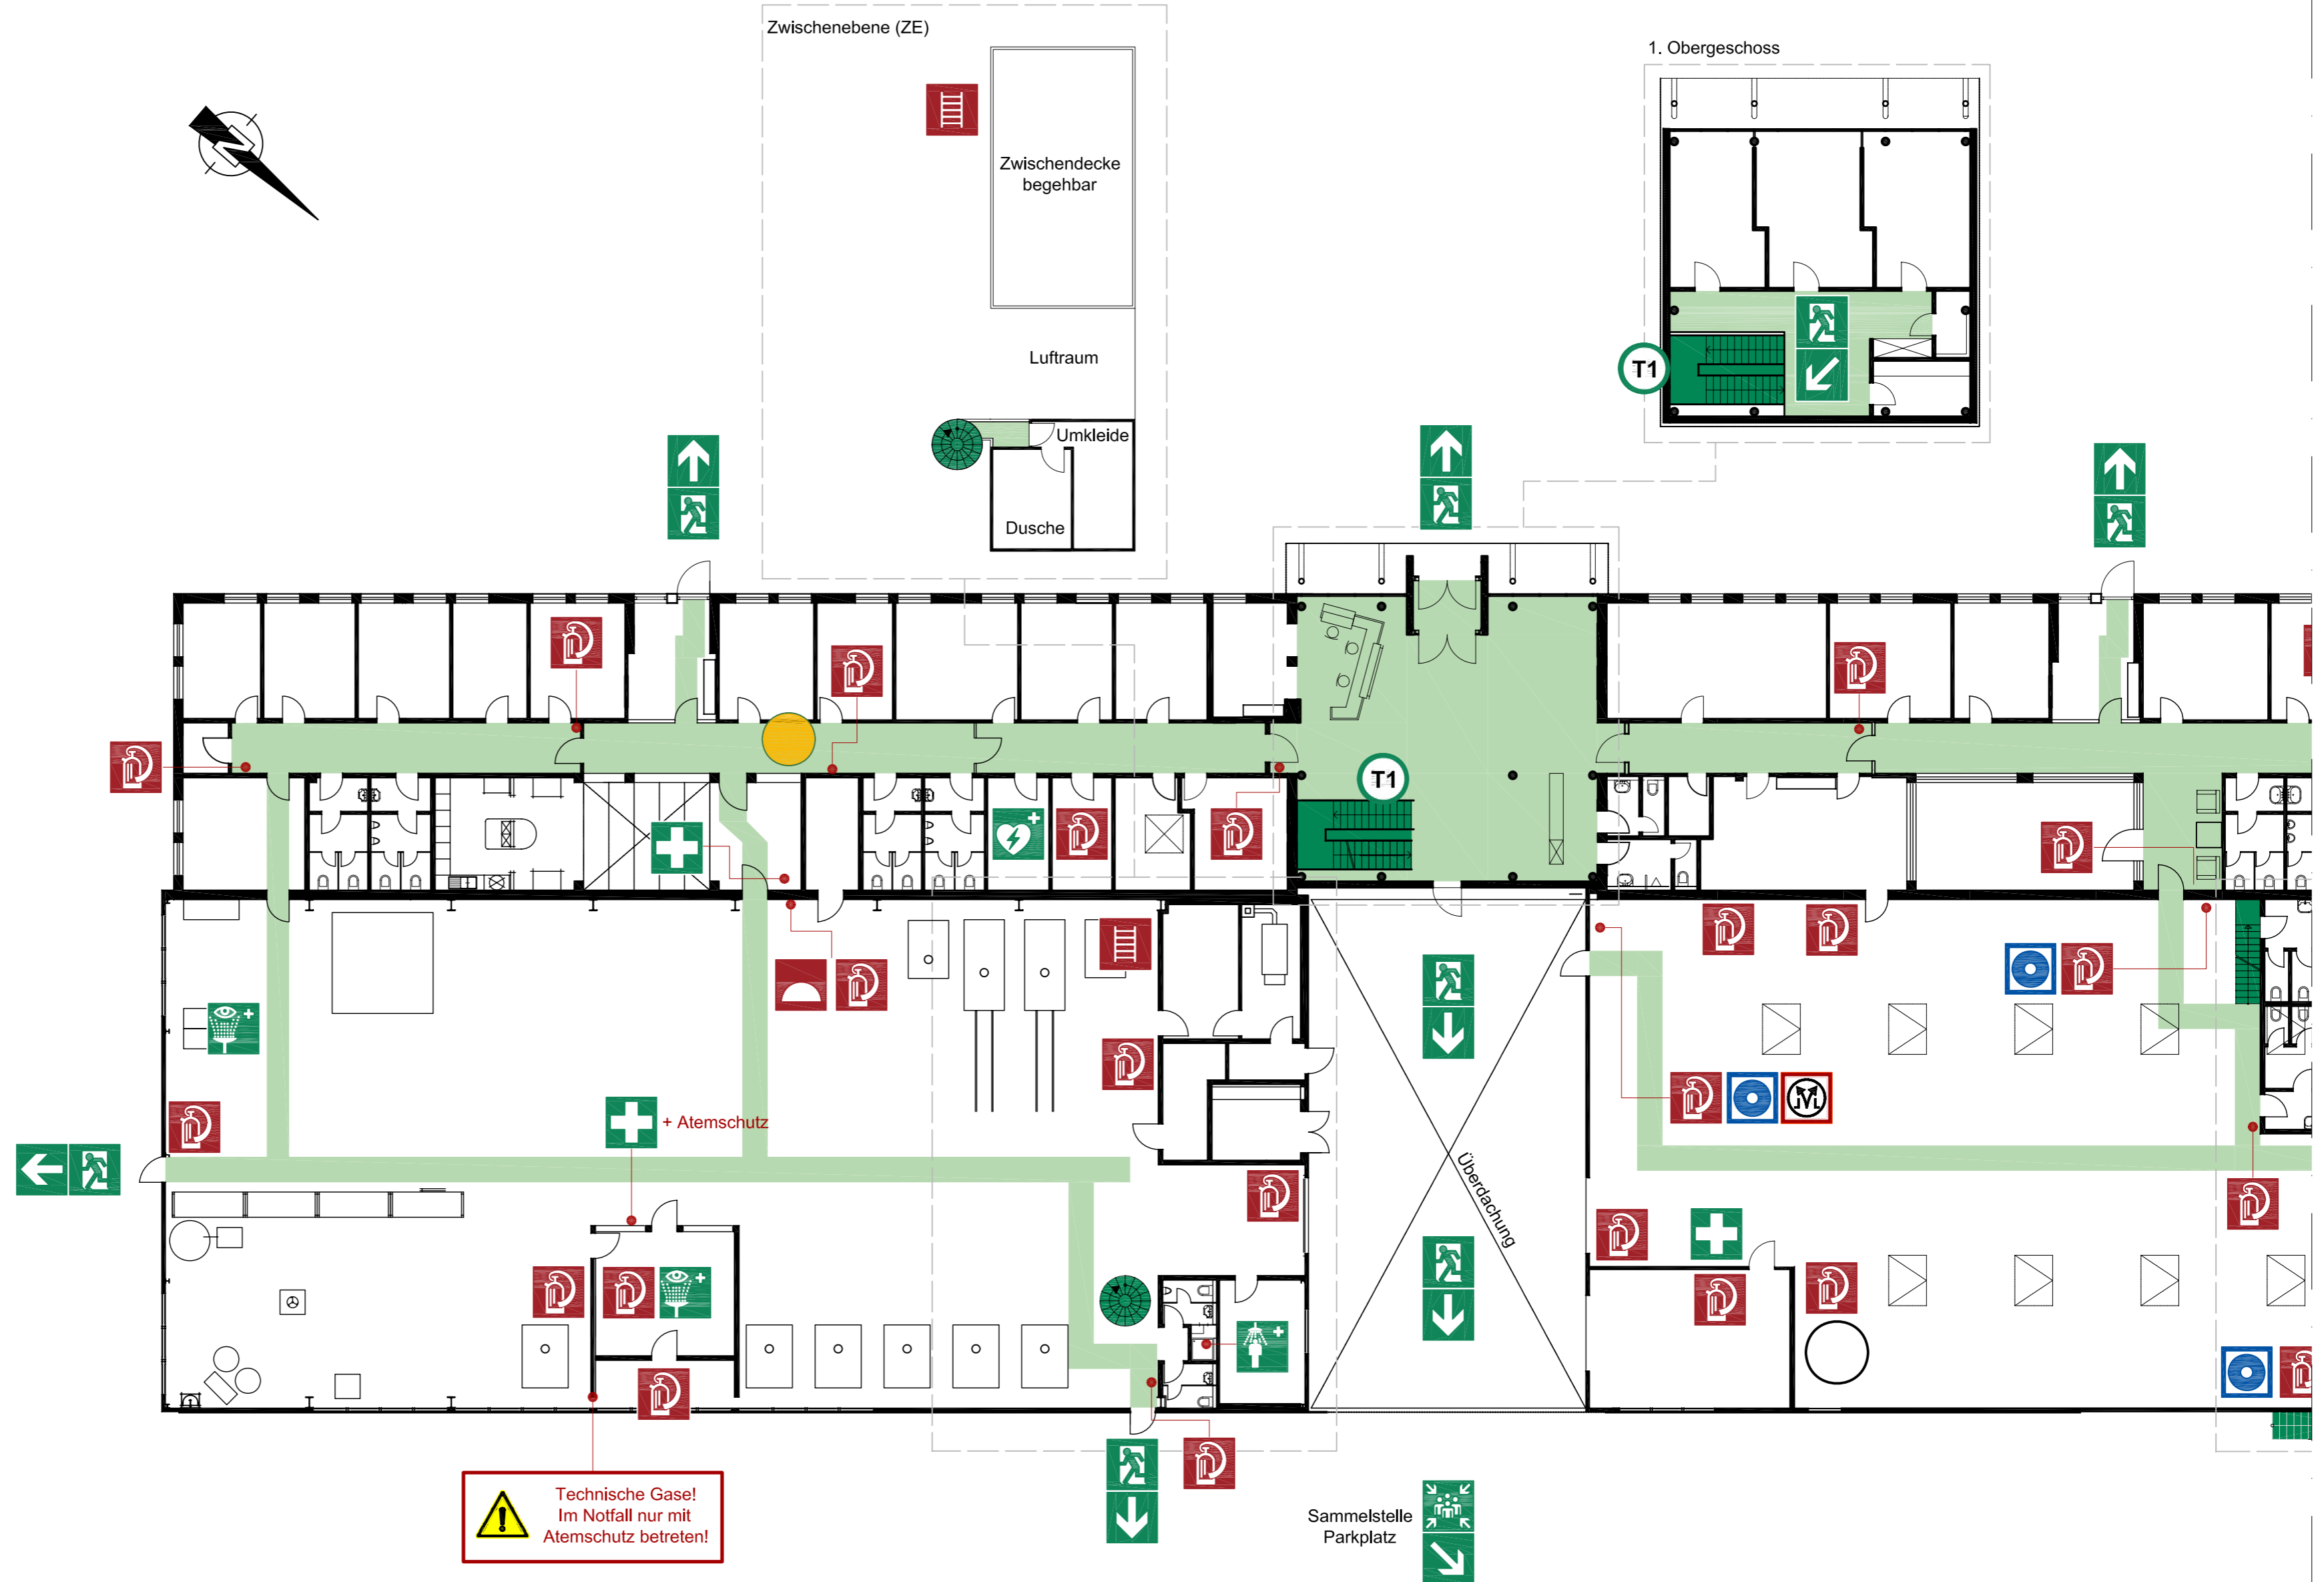 Zwischenebene (ZE)
1. Obergeschoss
Zwischendecke
begehbar
Luftraum
T1
Umkleide
Dusche
T1
N
+ Atemschutz
Überdachung
Technische Gase!
Im Notfall nur mit
Atemschutz betreten!
Sammelstelle
Parkplatz